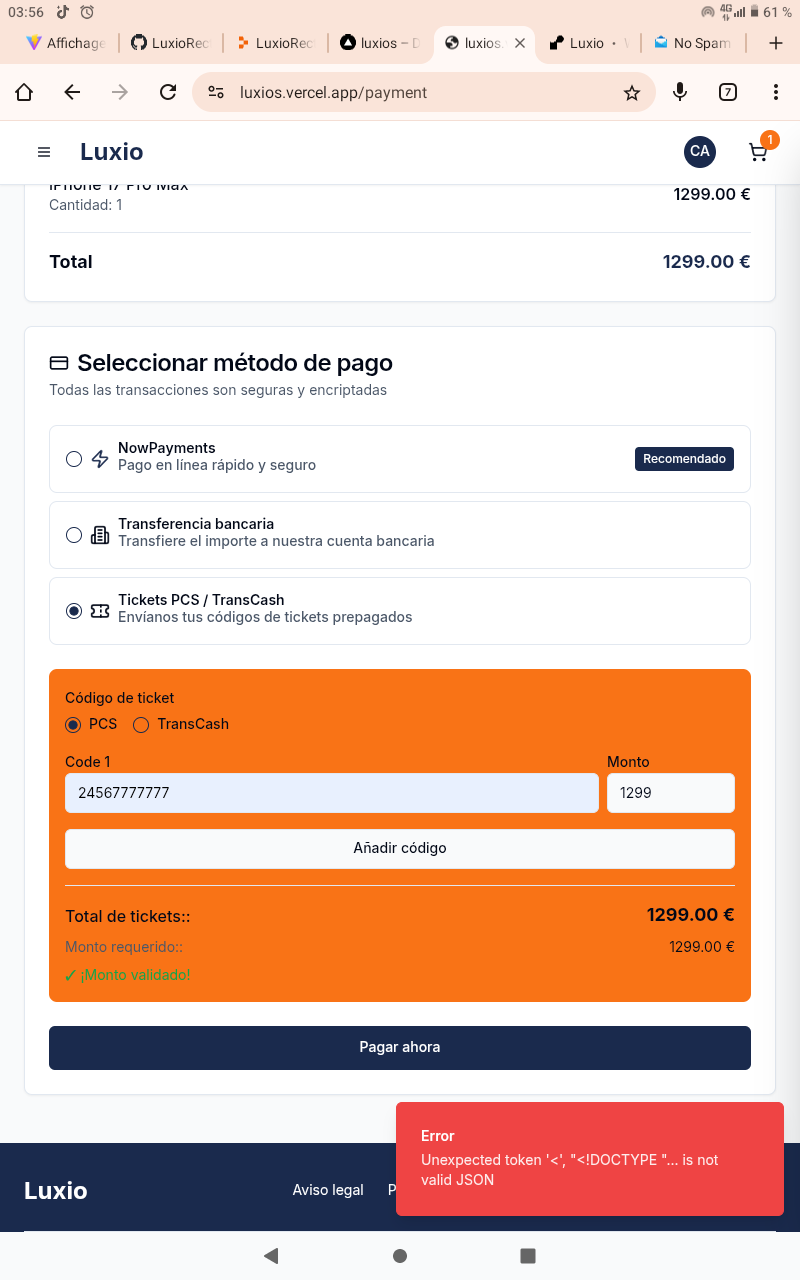 03:56
4G
61 %
Affichage
LuxioRec
LuxioRec
luxios – D
luxios.
Luxio
No Spam
luxios.vercel.app/payment
7
Luxio
CA
1
iPhone 17 Pro Max
1299.00 €
Cantidad: 1
Total
1299.00 €
Seleccionar método de pago
Todas las transacciones son seguras y encriptadas
NowPayments
Pago en línea rápido y seguro
Recomendado
Transferencia bancaria
Transfiere el importe a nuestra cuenta bancaria
Tickets PCS / TransCash
Envíanos tus códigos de tickets prepagados
Código de ticket
PCS
TransCash
Code 1
Monto
24567777777
1299
Añadir código
Total de tickets::
1299.00 €
Monto requerido::
1299.00 €
✓ ¡Monto validado!
Pagar ahora
Error
Unexpected token '<', "<!DOCTYPE "... is not
valid JSON
Luxio
Aviso legal
P